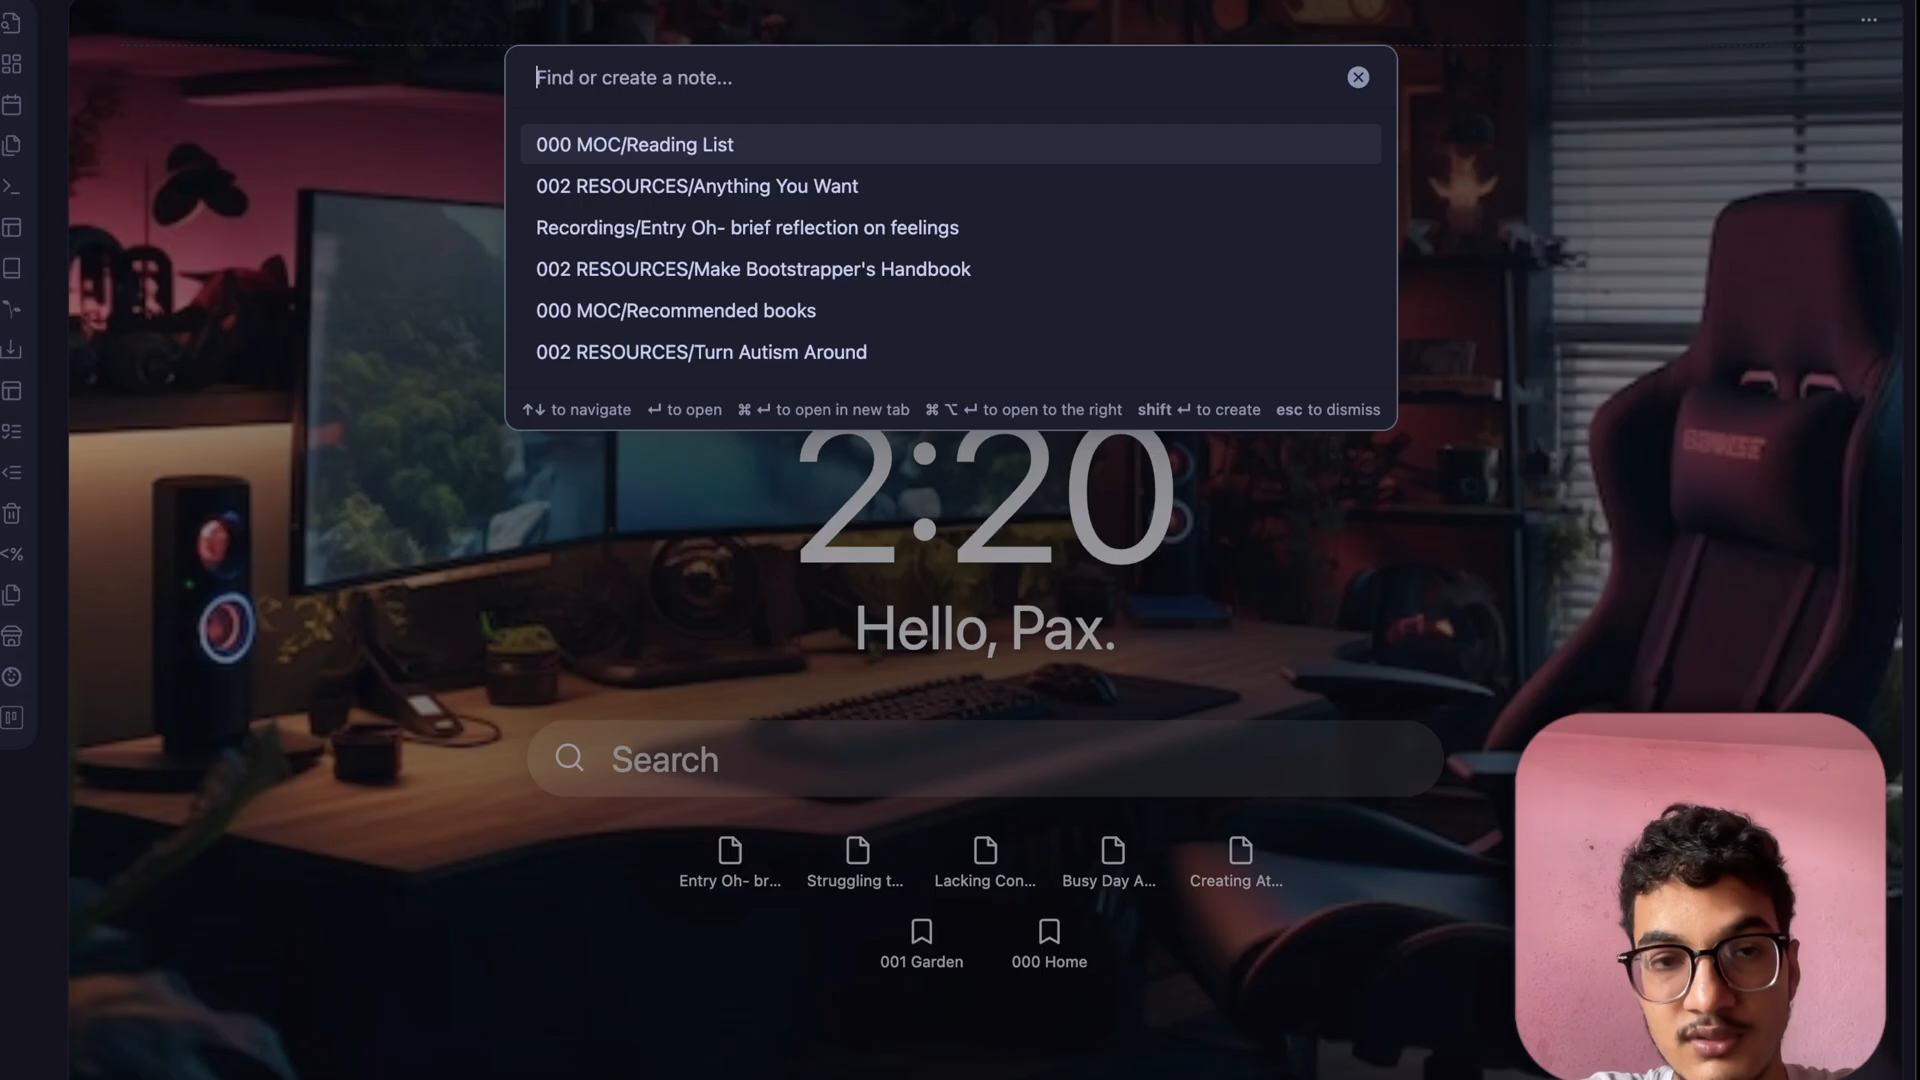 Find or create a note...
000 MOC/Reading List
002 RESOURCES/Anything You Want
Recordings/Entry Oh- brief reflection on feelings
002 RESOURCES/Make Bootstrapper's Handbook
000 MOC/Recommended books
002 RESOURCES/Turn Autism Around
↑↓ to navigate ↵ to open ⌘ ↵ to open in new tab ⌘ ⌥ ↵ to open to the right shift ↵ to create esc to dismiss
2:20
Hello, Pax.
Search
Entry Oh- br... Struggling t... Lacking Con... Busy Day A... Creating At...
001 Garden 000 Home